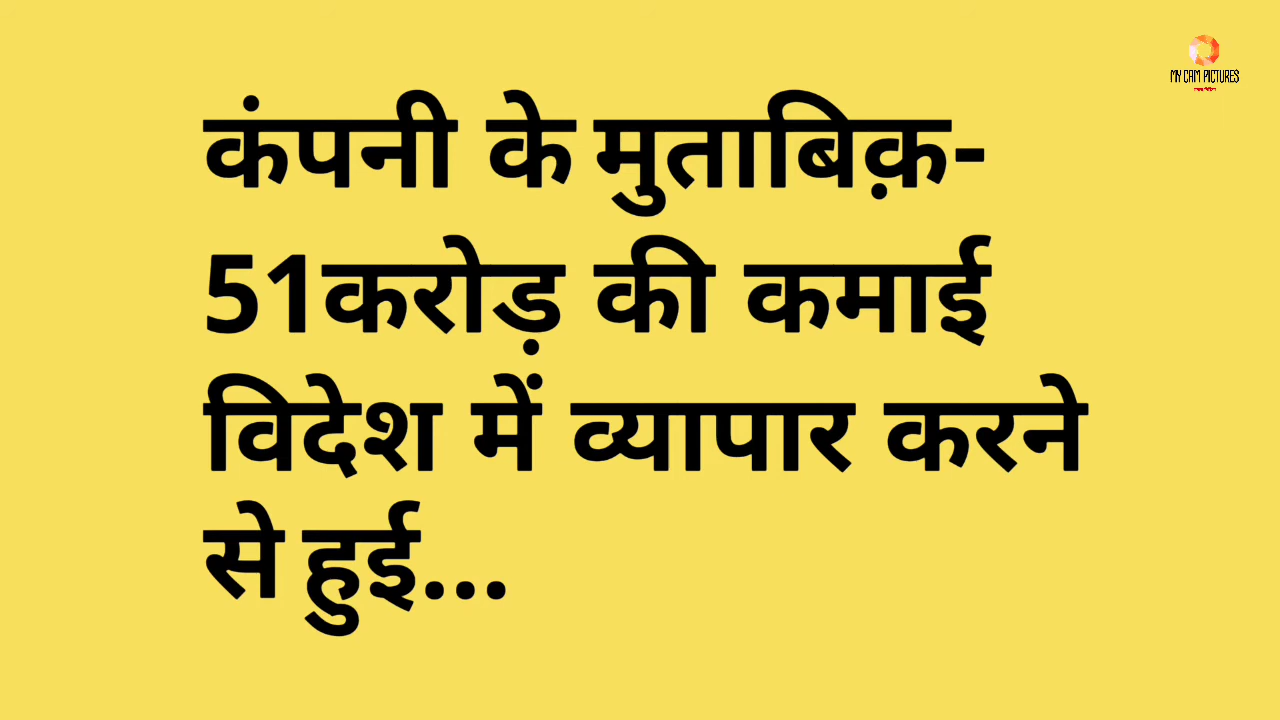 MY CAM PICTURES
कंपनी के मुताबिक़-
51करोड़ की कमाई
विदेश में व्यापार करने
से हुई...